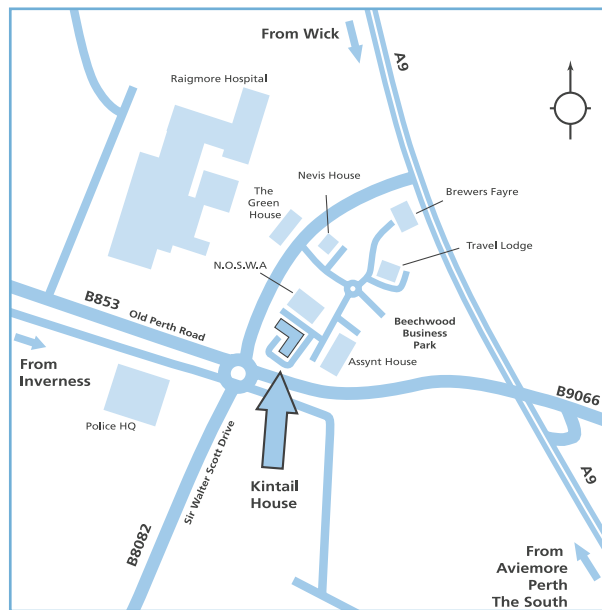 From Wick
A9
Raigmore Hospital
Nevis House
Brewers Fayre
The
Green
House
Travel Lodge
N.O.S.W.A
B853
Old Perth Road
Beechwood
Business
Park
From
Inverness
Assynt House
B9066
Police HQ
Sir Walter Scott Drive
Kintail
House
A9
B8082
From
Aviemore
Perth
The South